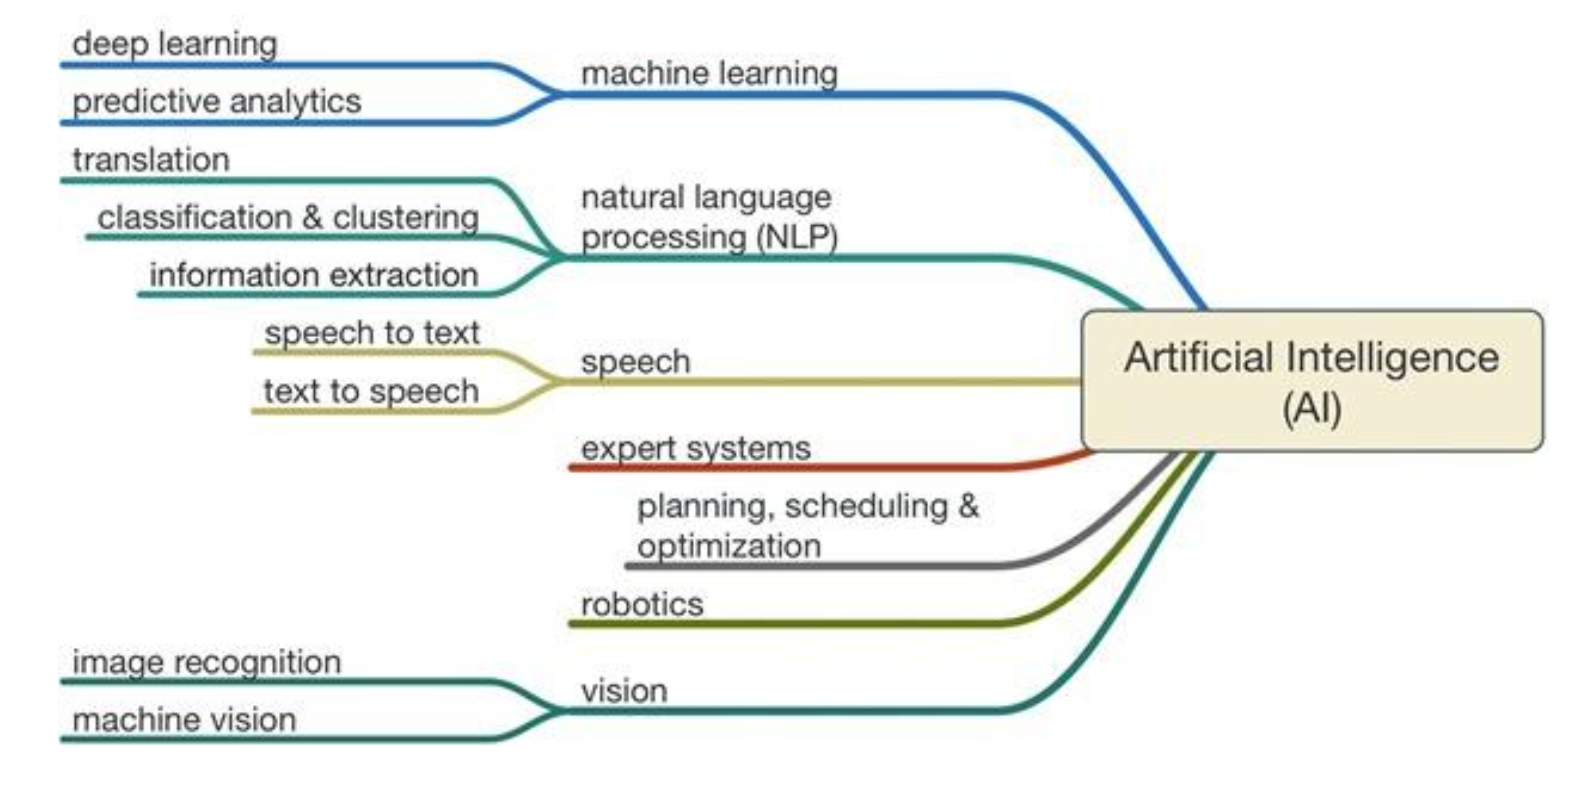 deep learning
predictive analytics
machine learning
translation
classification & clustering
information extraction
natural language
processing (NLP)
speech to text
text to speech
speech
expert systems
planning, scheduling &
optimization
robotics
image recognition
machine vision
vision
Artificial Intelligence
(AI)